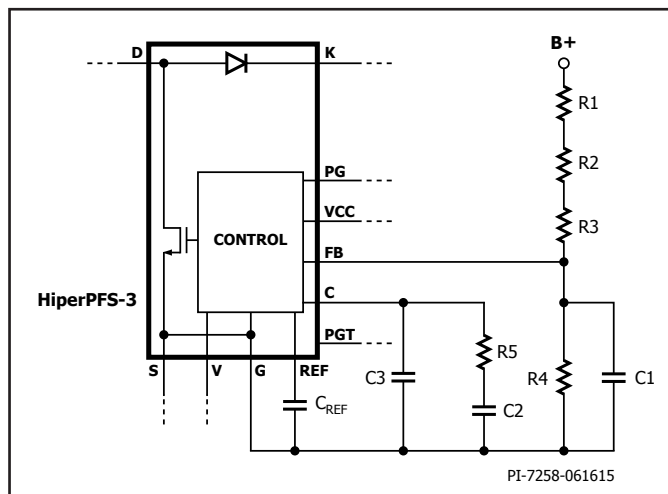 D
K
B+
R1
R2
R3
PG
VCC
CONTROL
FB
HiperPFS-3
C
PGT
R5
R4
C1
S
V
G
REF
C3
C2
CREF
PI-7258-061615